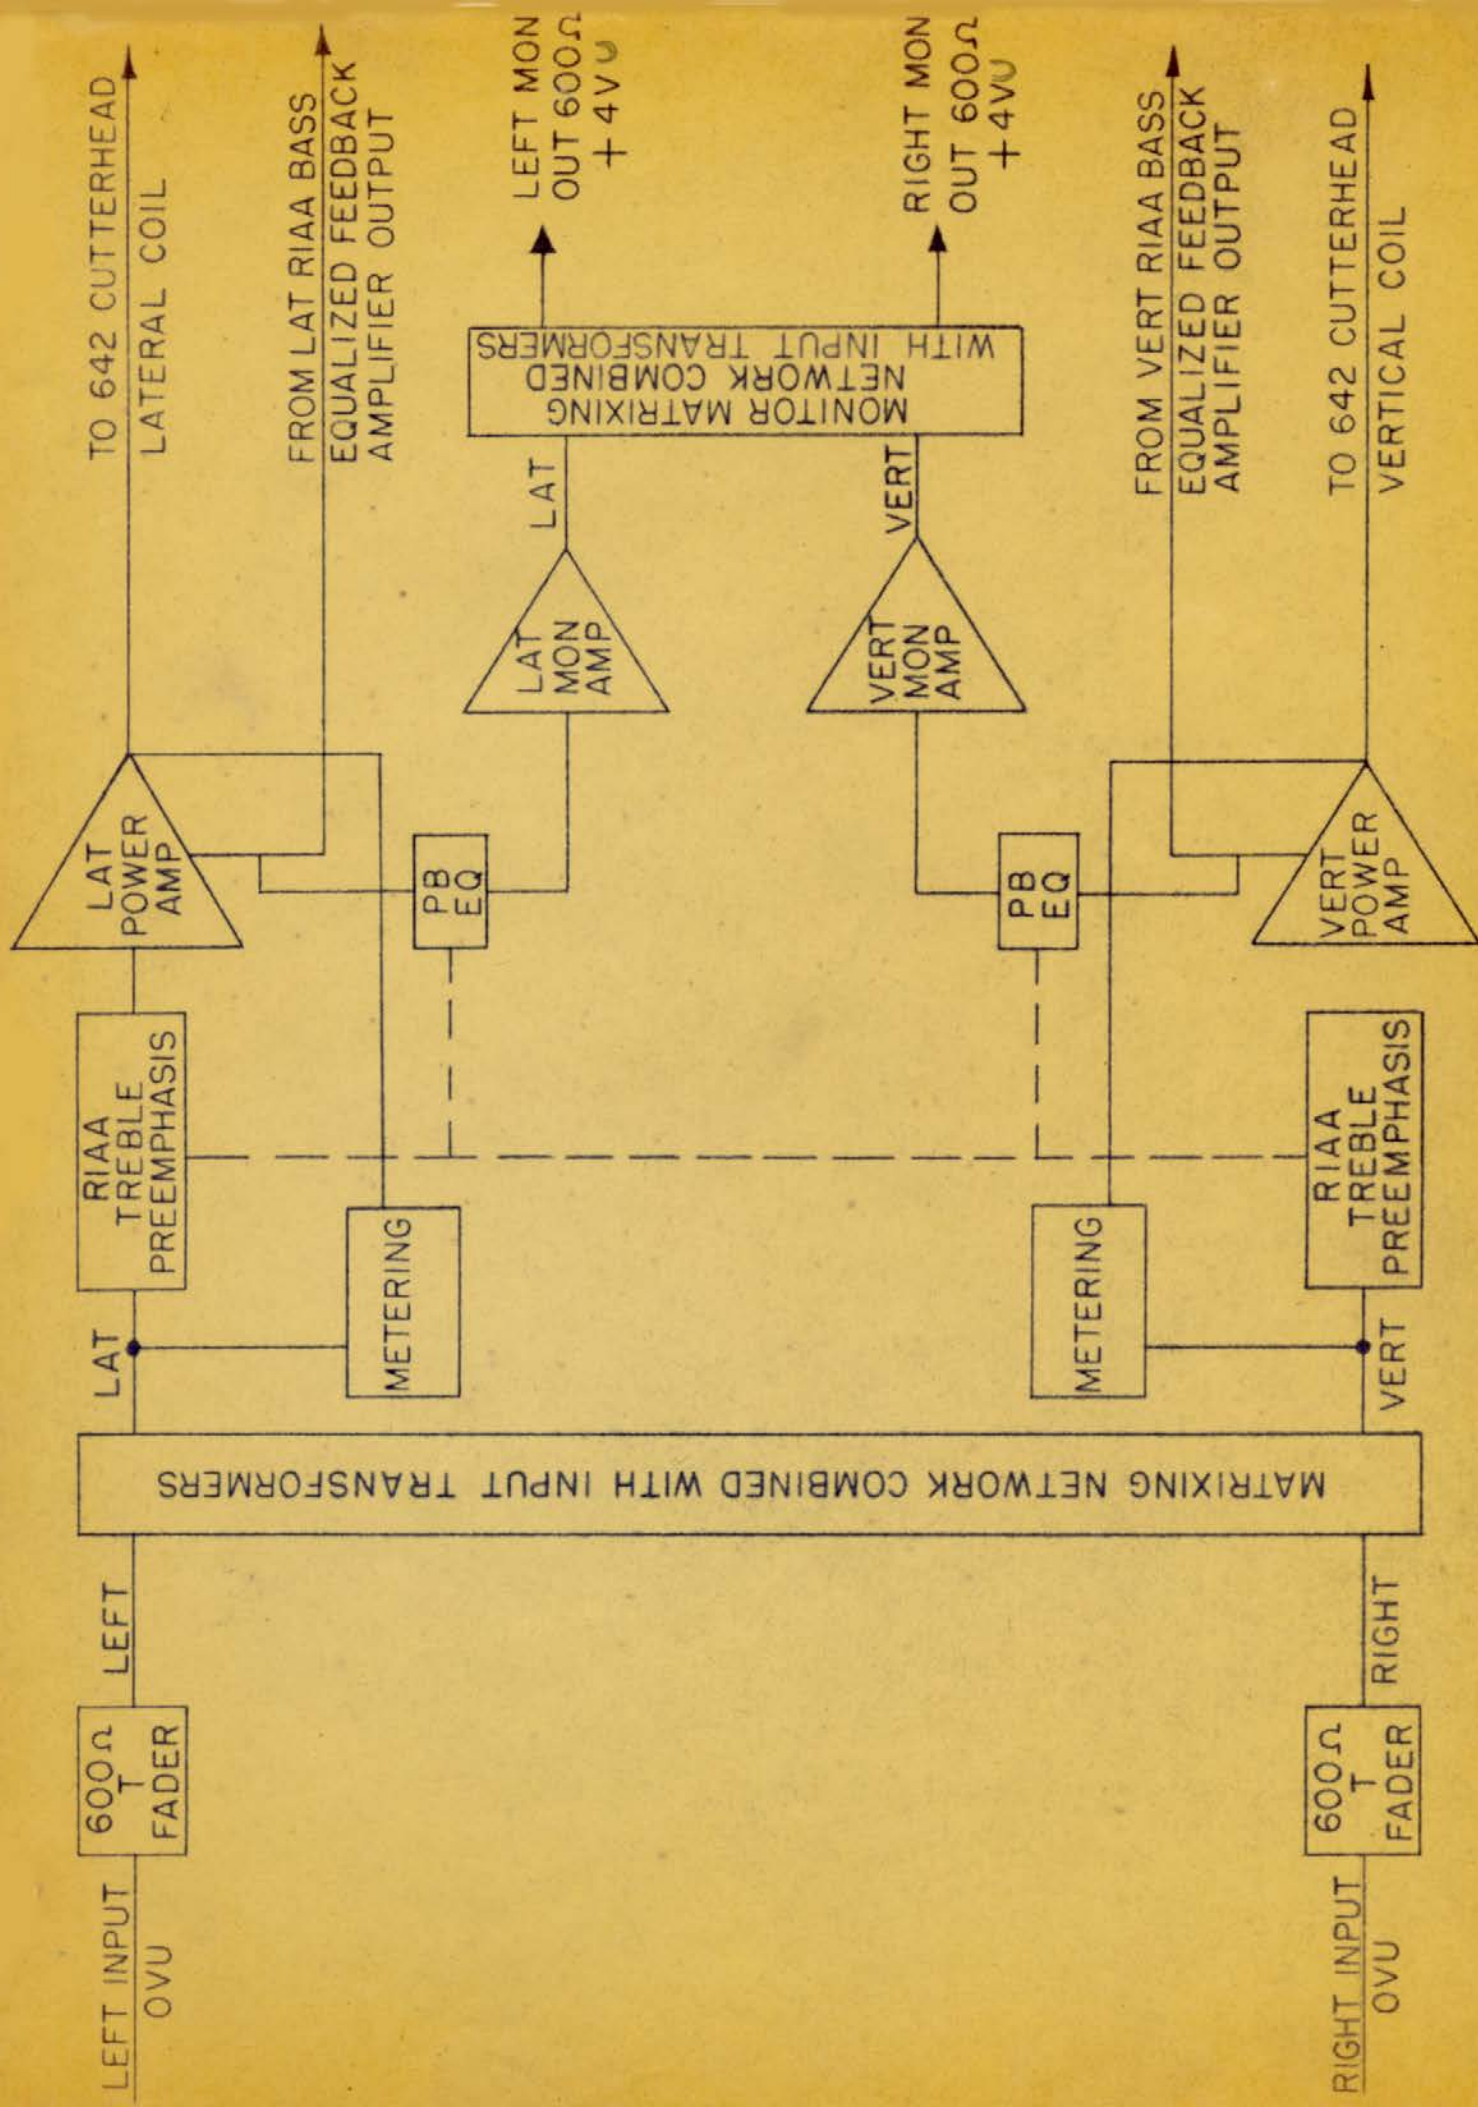 LEFT INPUT
0VU
600Ω
T
FADER
LEFT
MATRIXING NETWORK COMBINED WITH INPUT TRANSFORMERS
LAT
RIAA
TREBLE
PREEMPHASIS
METERING
LAT
POWER
AMP
PB
EQ
LAT
MON
AMP
LAT
TO 642 CUTTERHEAD
LATERAL COIL
FROM LAT RIAA BASS
EQUALIZED FEEDBACK
AMPLIFIER OUTPUT
MONITOR MATRIXING
NETWORK COMBINED
WITH INPUT TRANSFORMERS
LEFT MON
OUT 600Ω
+4VU
RIGHT MON
OUT 600Ω
+4VU
RIGHT INPUT
0VU
600Ω
T
FADER
RIGHT
VERT
METERING
RIAA
TREBLE
PREEMPHASIS
PB
EQ
VERT
POWER
AMP
VERT
MON
AMP
VERT
FROM VERT RIAA BASS
EQUALIZED FEEDBACK
AMPLIFIER OUTPUT
TO 642 CUTTERHEAD
VERTICAL COIL